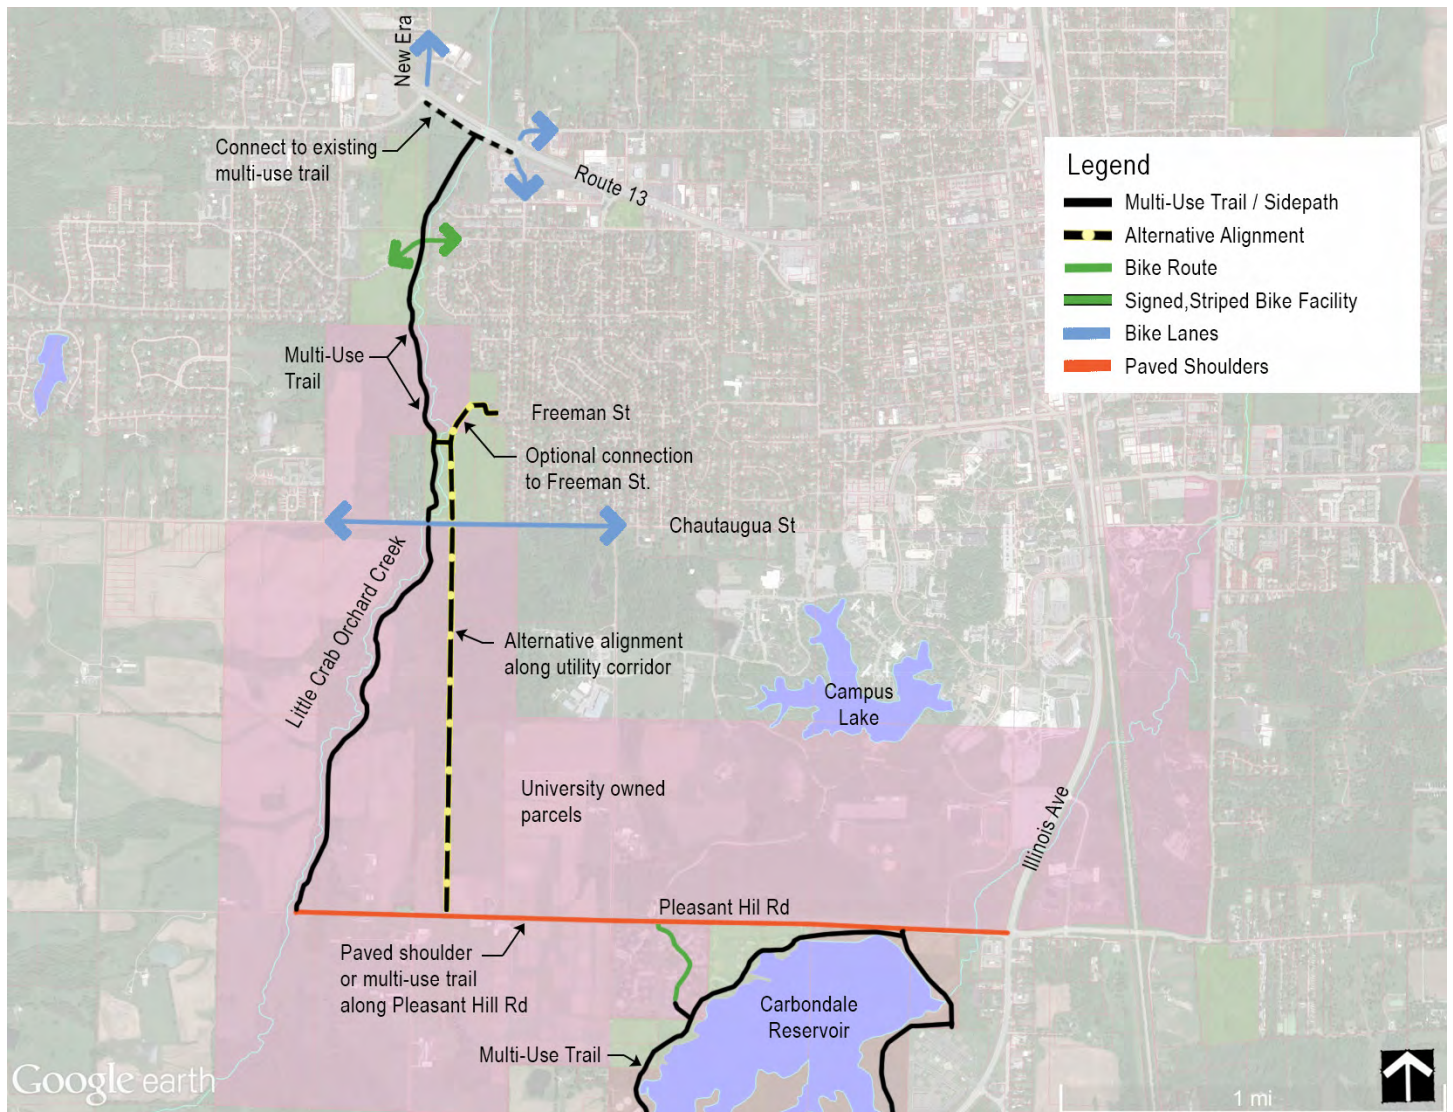 New Era
Connect to existing
multi-use trail
Route 13
Legend
Multi-Use Trail / Sidepath
Alternative Alignment
Bike Route
Signed,Striped Bike Facility
Bike Lanes
Paved Shoulders
Multi-Use
Trail
Freeman St
Optional connection
to Freeman St.
Chautaugua St
Little Crab Orchard Creek
Alternative alignment
along utility corridor
Campus
Lake
University owned
parcels
Illinois Ave
Pleasant Hil Rd
Paved shoulder
or multi-use trail
along Pleasant Hill Rd
Carbondale
Reservoir
Multi-Use Trail
Google earth
1 mi